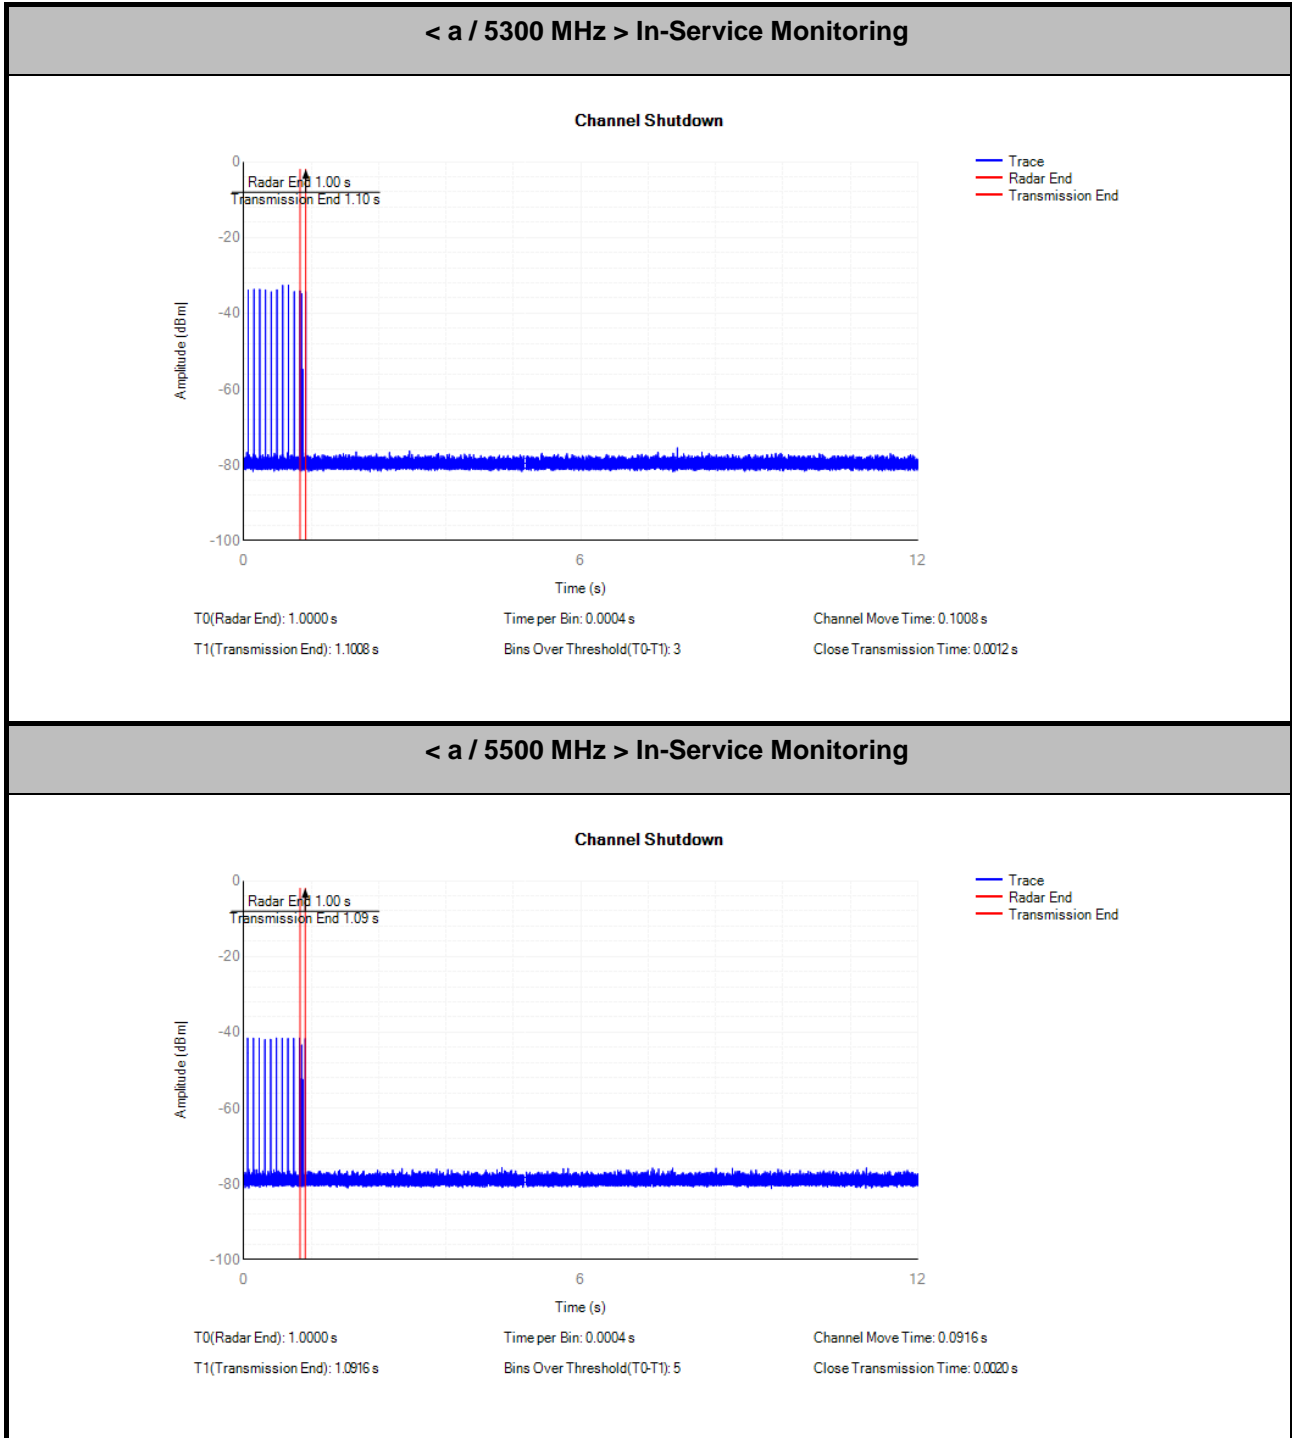 < a / 5300 MHz > In-Service Monitoring
Channel Shutdown
0
Radar End 1.00 s
Transmission End 1.10 s
-20
-40
-60
-80
-100
Amplitude (dBm)
0 6 12
Time (s)
Trace
Radar End
Transmission End
T0(Radar End): 1.0000 s Time per Bin: 0.0004 s Channel Move Time: 0.1008 s
T1(Transmission End): 1.1008 s Bins Over Threshold(T0-T1): 3 Close Transmission Time: 0.0012 s
< a / 5500 MHz > In-Service Monitoring
Channel Shutdown
0
Radar End 1.00 s
Transmission End 1.09 s
-20
-40
-60
-80
-100
Amplitude (dBm)
0 6 12
Time (s)
Trace
Radar End
Transmission End
T0(Radar End): 1.0000 s Time per Bin: 0.0004 s Channel Move Time: 0.0916 s
T1(Transmission End): 1.0916 s Bins Over Threshold(T0-T1): 5 Close Transmission Time: 0.0020 s